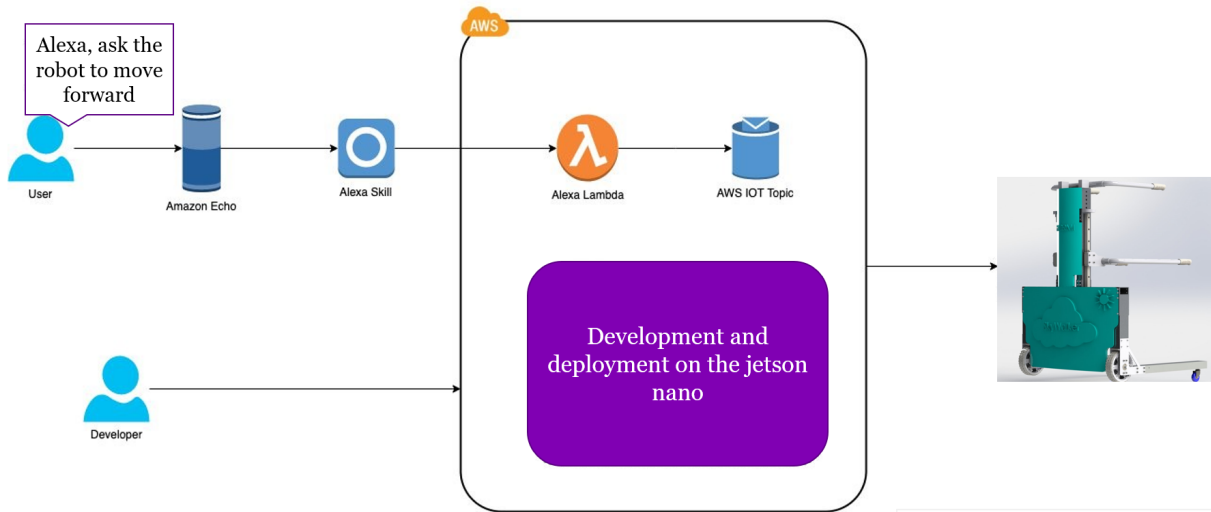 AWS
Alexa, ask the
robot to move
forward
User
Amazon Echo
Alexa Skill
Alexa Lambda
AWS IOT Topic
Development and
deployment on the jetson
nano
Developer